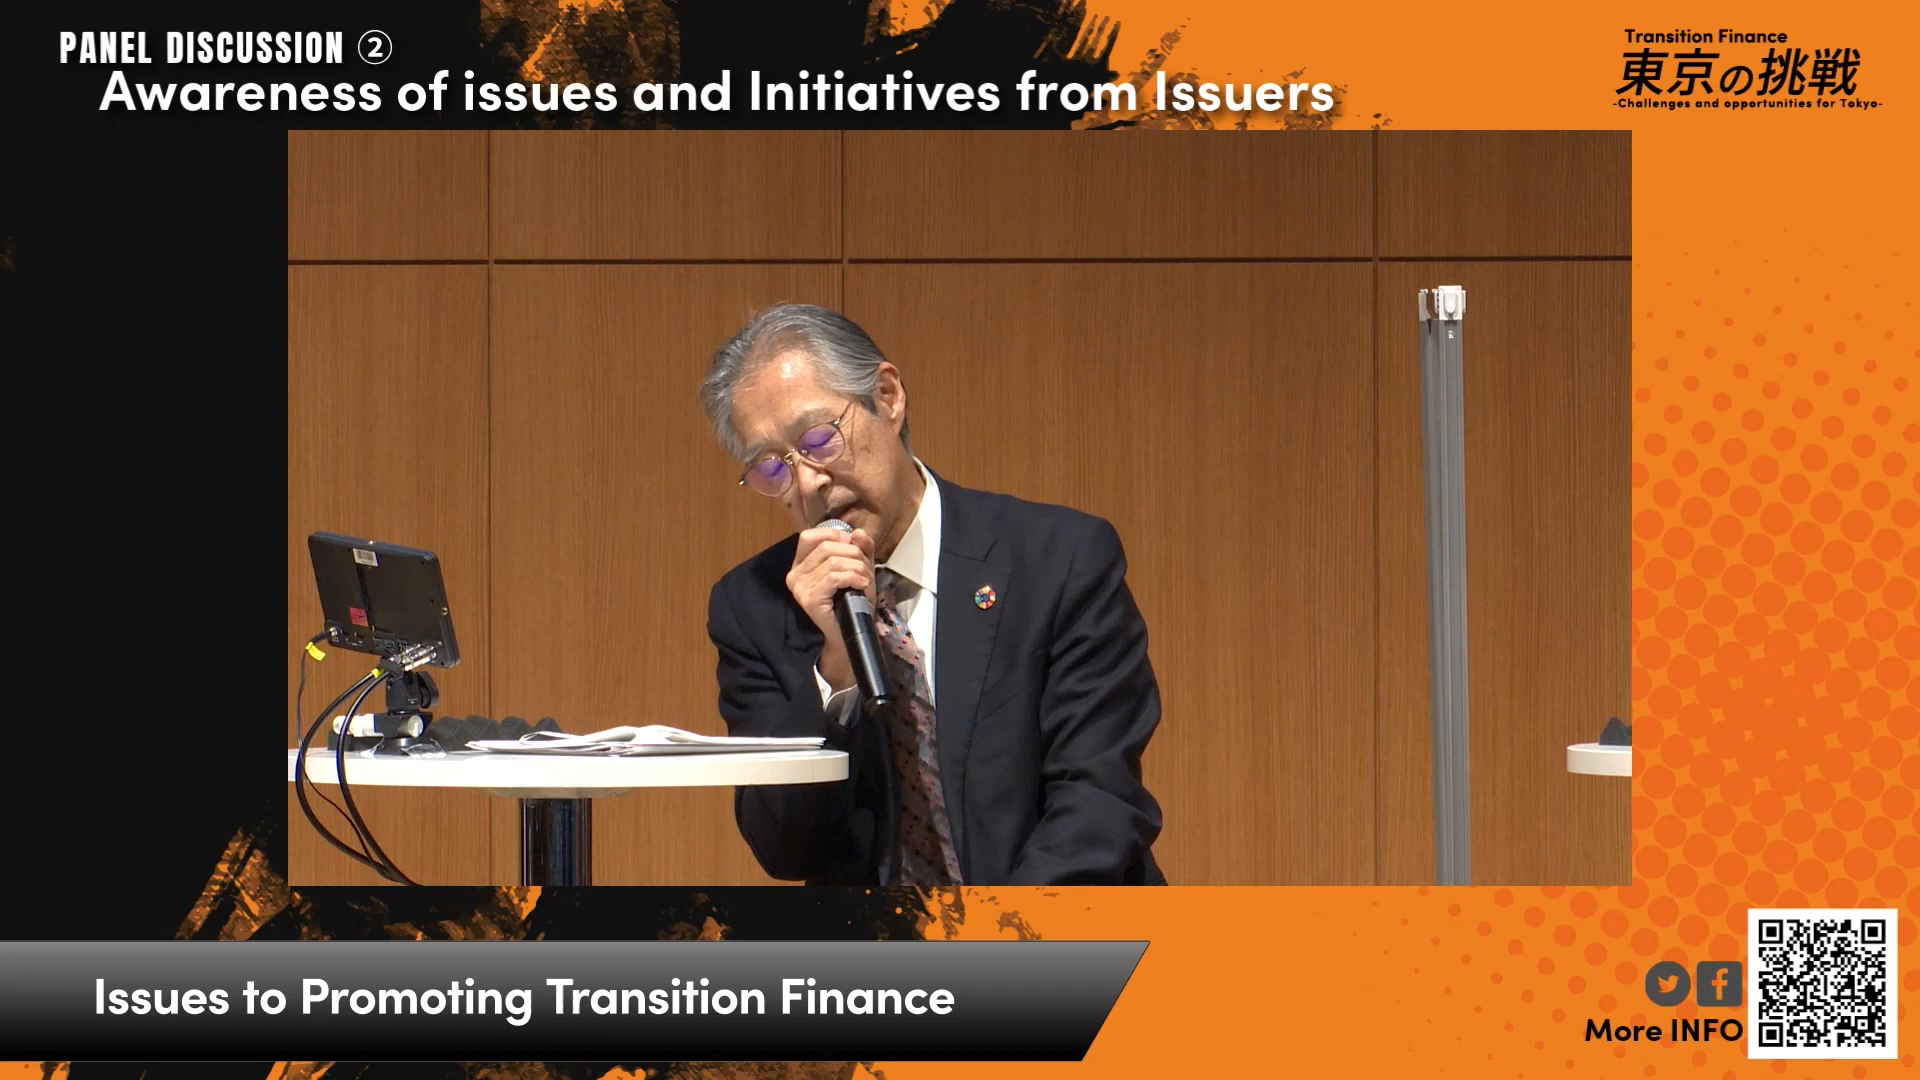 PANEL DISCUSSION ②
Awareness of issues and Initiatives from Issuers
Transition Finance
東京の挑戦
-Challenges and opportunities for Tokyo-
Issues to Promoting Transition Finance
More INFO